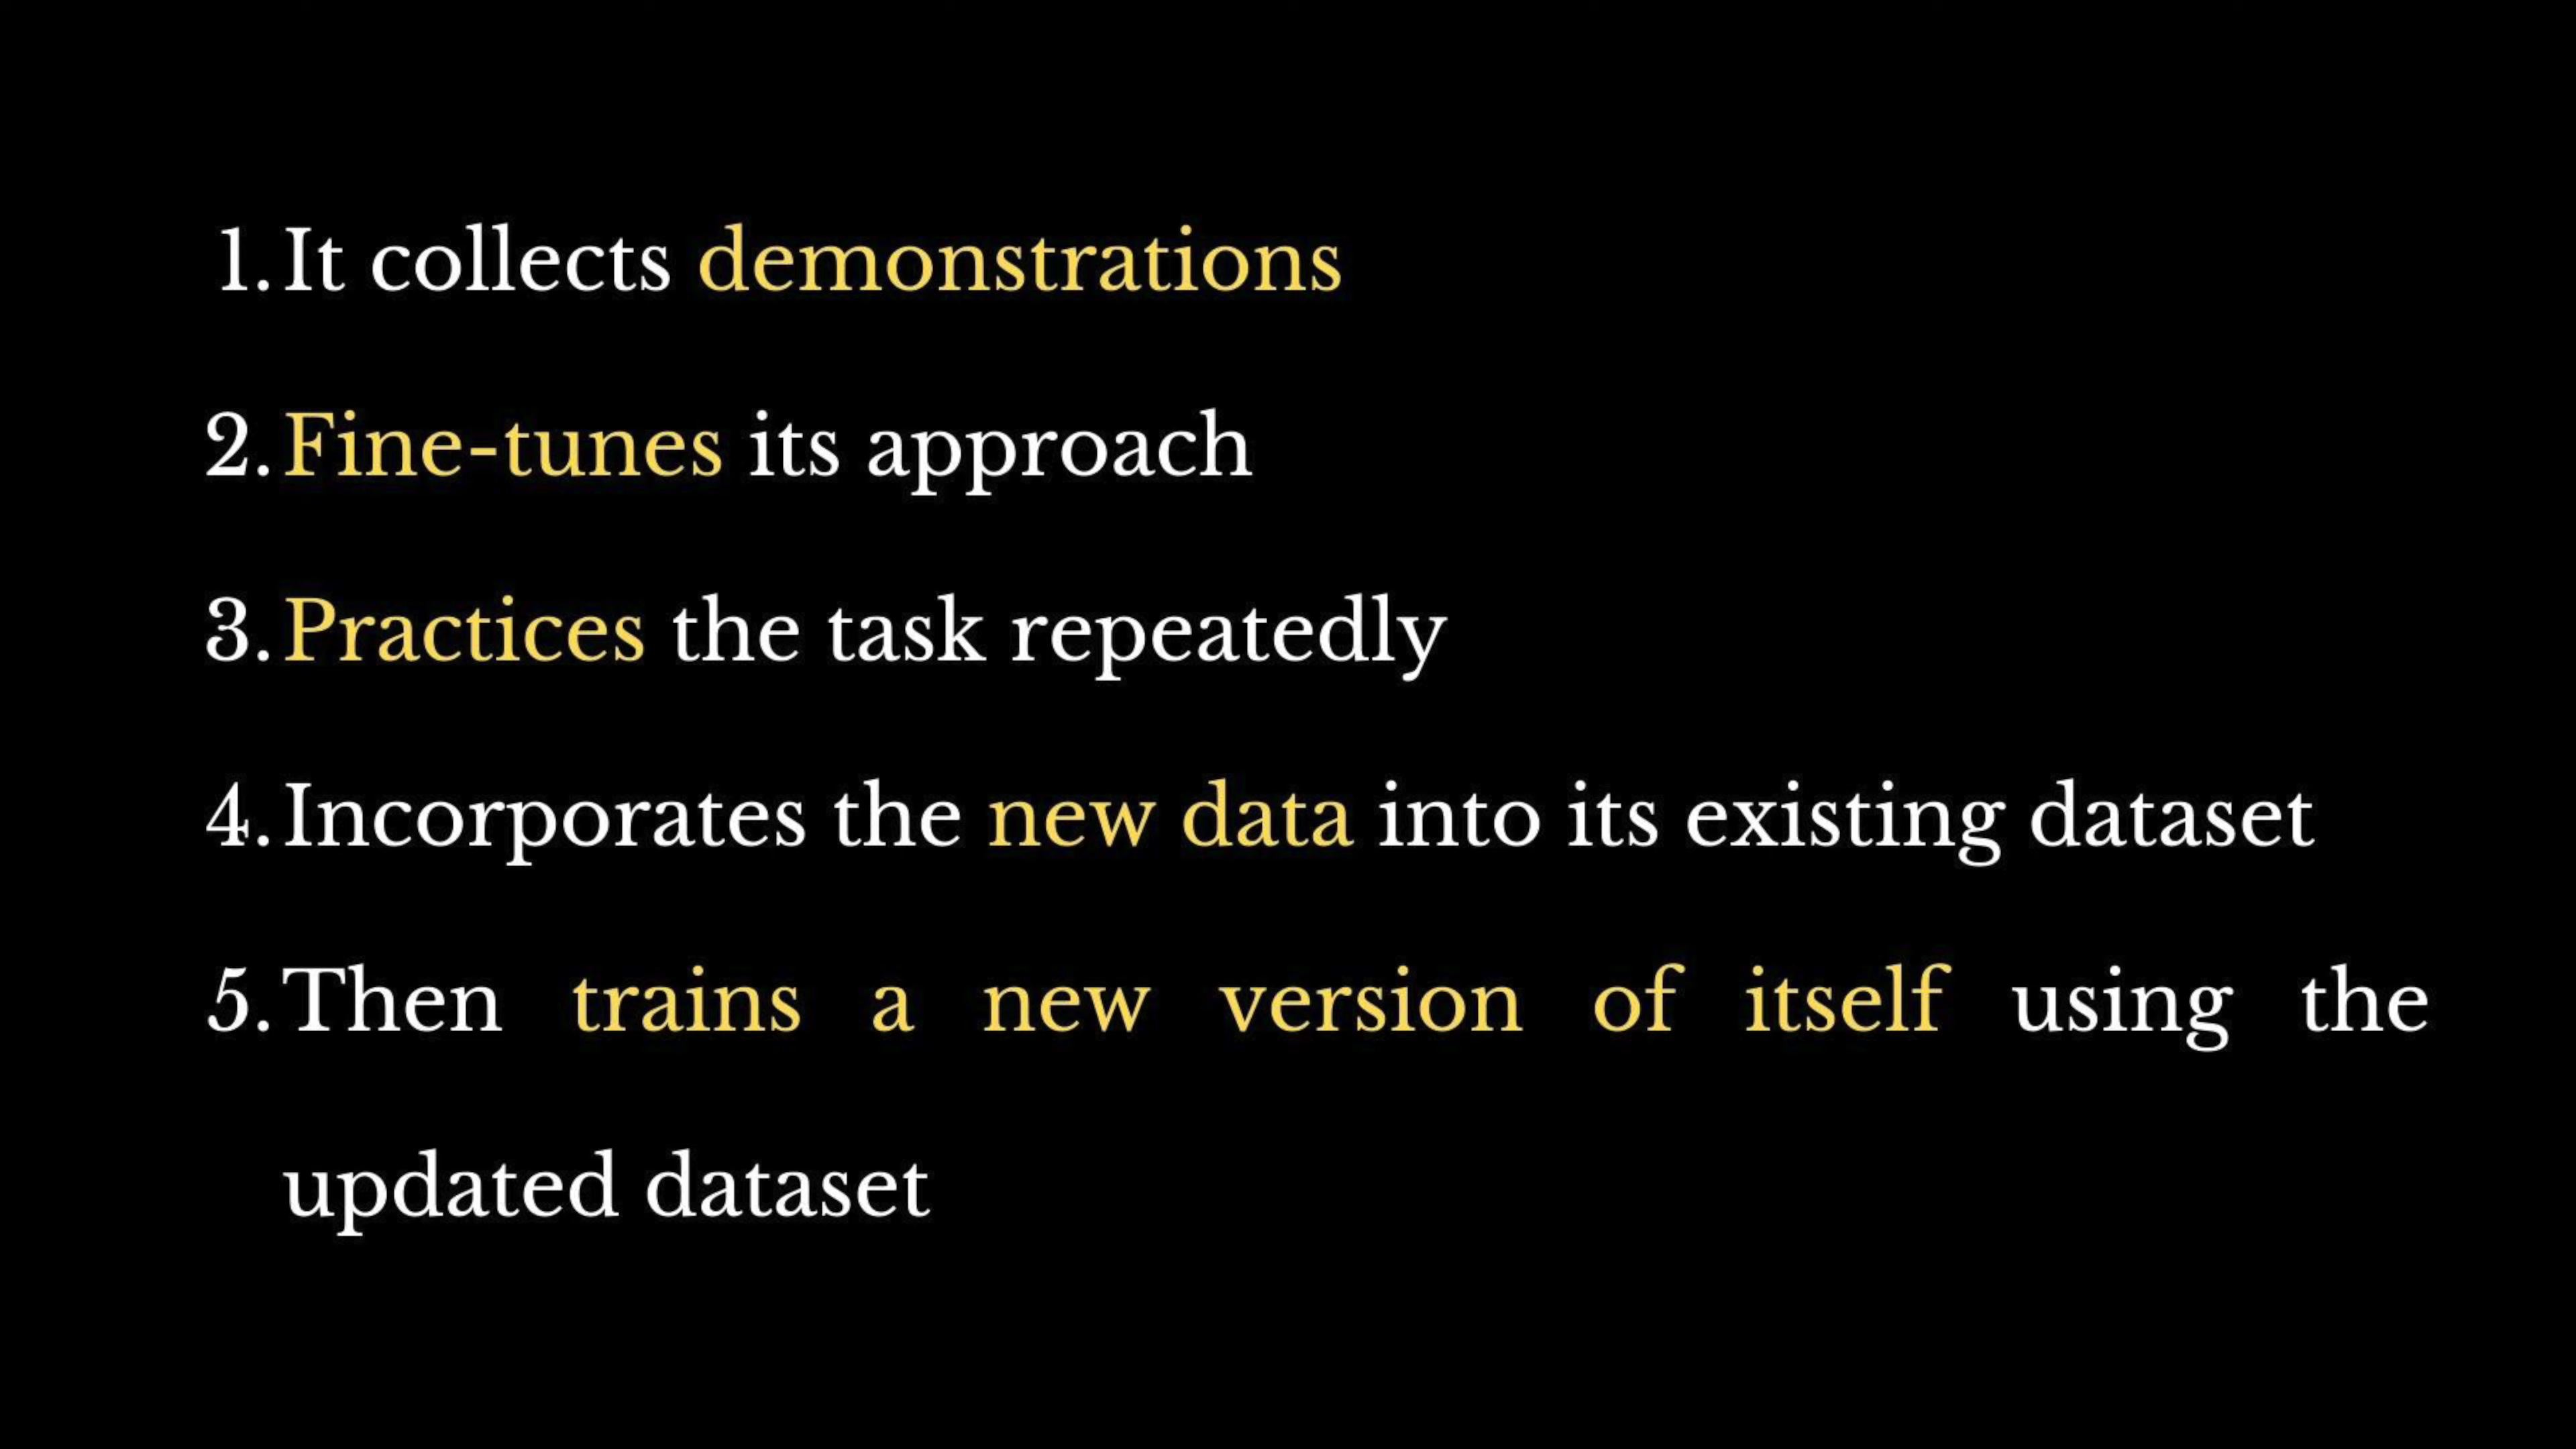 1. It collects demonstrations
2. Fine-tunes its approach
3. Practices the task repeatedly
4. Incorporates the new data into its existing dataset
5. Then trains a new version of itself using the
updated dataset